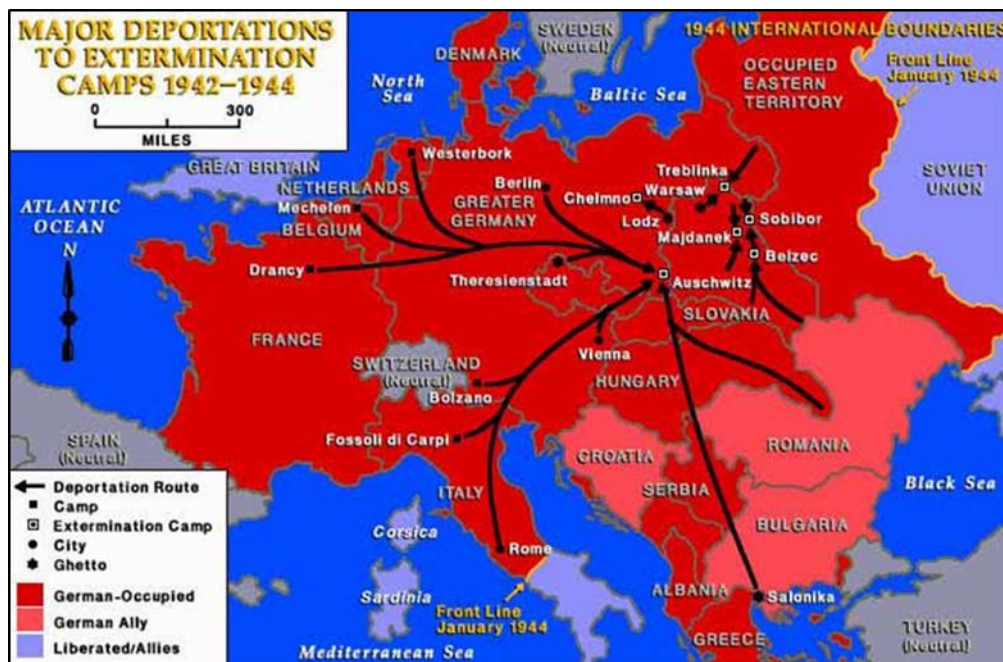 MAJOR DEPORTATIONS
TO EXTERMINATION
CAMPS 1942–1944
0 300
MILES
1944 INTERNATIONAL BOUNDARIES
Front Line
January 1944
SWEDEN
(Neutral)
DENMARK
North
Sea
Baltic Sea
OCCUPIED
EASTERN
TERRITORY
SOVIET
UNION
GREAT BRITAIN
ATLANTIC
OCEAN
N
NETHERLANDS
Westerbork
Mechelen
BELGIUM
Berlin
GREATER
GERMANY
Treblinka
Chelmno
Warsaw
Lodz
Sobibor
Majdanek
Belzec
Drancy
Theresienstadt
Auschwitz
SLOVAKIA
FRANCE
SWITZERLAND
(Neutral)
Vienna
HUNGARY
Bolzano
Fossoli di Carpi
SPAIN
(Neutral)
CROATIA
ROMANIA
SERBIA
Black Sea
ITALY
BULGARIA
Corsica
Rome
Sardinia
ALBANIA
Salonika
Front Line
January 1944
GREECE
TURKEY
(Neutral)
Mediterranean Sea
Deportation Route
Camp
Extermination Camp
City
Ghetto
German-Occupied
German Ally
Liberated/Allies